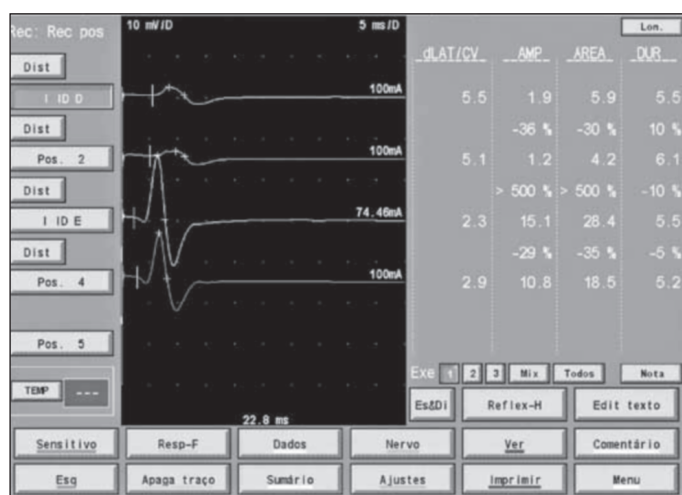 Rec: Rec pos
10 mV/D 5 ms/D
Lon.
dLAT/CV AMP AREA DUR
Dist
I ID D
100mA
5.5 1.9 5.9 5.5
Dist
-36 % -30 % 10 %
Pos. 2
100mA
5.1 1.2 4.2 6.1
Dist
> 500 % > 500 % -10 %
I ID E
74.46mA
2.3 15.1 28.4 5.5
Dist
-29 % -35 % -5 %
Pos. 4
100mA
2.9 10.8 18.5 5.2
Pos. 5
Exe 1 2 3 Mix Todos Nota
TEMP ---
Es&Di Reflex-H Edit texto
22.8 ms
Sensitivo Resp-F Dados Nervo Ver Comentário
Esq Apaga traço Sumário Ajustes Imprimir Menu